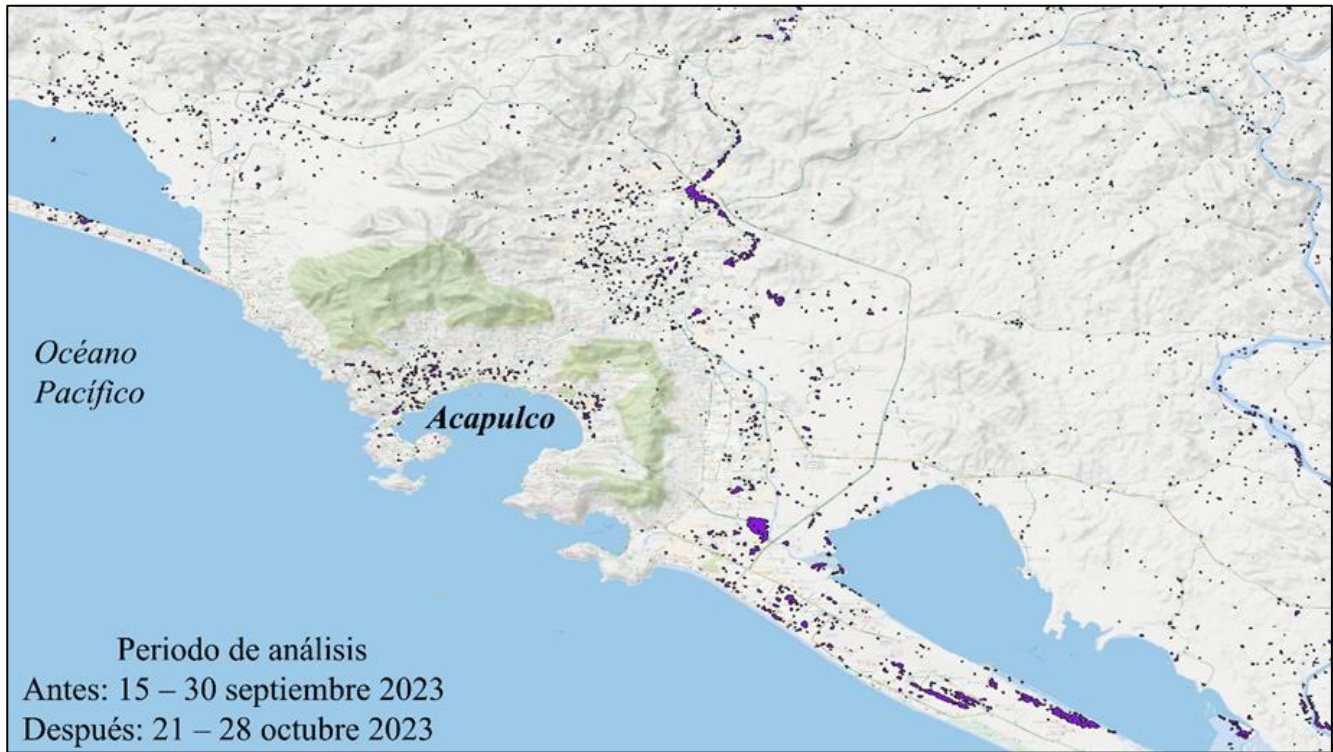 Océano
Pacífico
Acapulco
Periodo de análisis
Antes: 15 – 30 septiembre 2023
Después: 21 – 28 octubre 2023